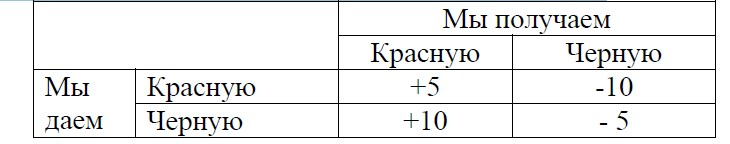 Мы получаем
Красную Черную
Мы Красную +5 -10
даем Черную +10 - 5